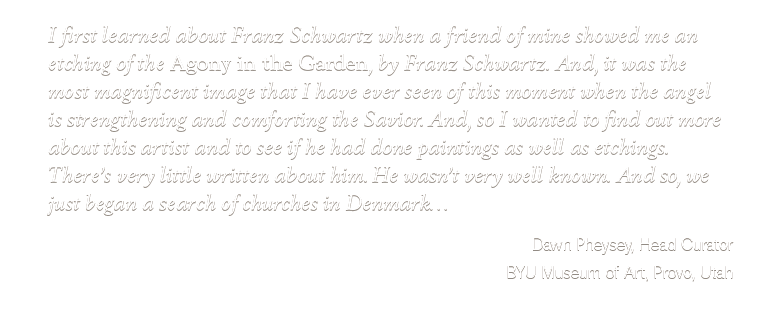 I first learned about Franz Schwartz when a friend of mine showed me an
etching of the Agony in the Garden, by Franz Schwartz. And, it was the
most magnificent image that I have ever seen of this moment when the angel
is strengthening and comforting the Savior. And, so I wanted to find out more
about this artist and to see if he had done paintings as well as etchings.
There's very little written about him. He wasn't very well known. And so, we
just began a search of churches in Denmark…
Dawn Pheysey, Head Curator
BYU Museum of Art, Provo, Utah